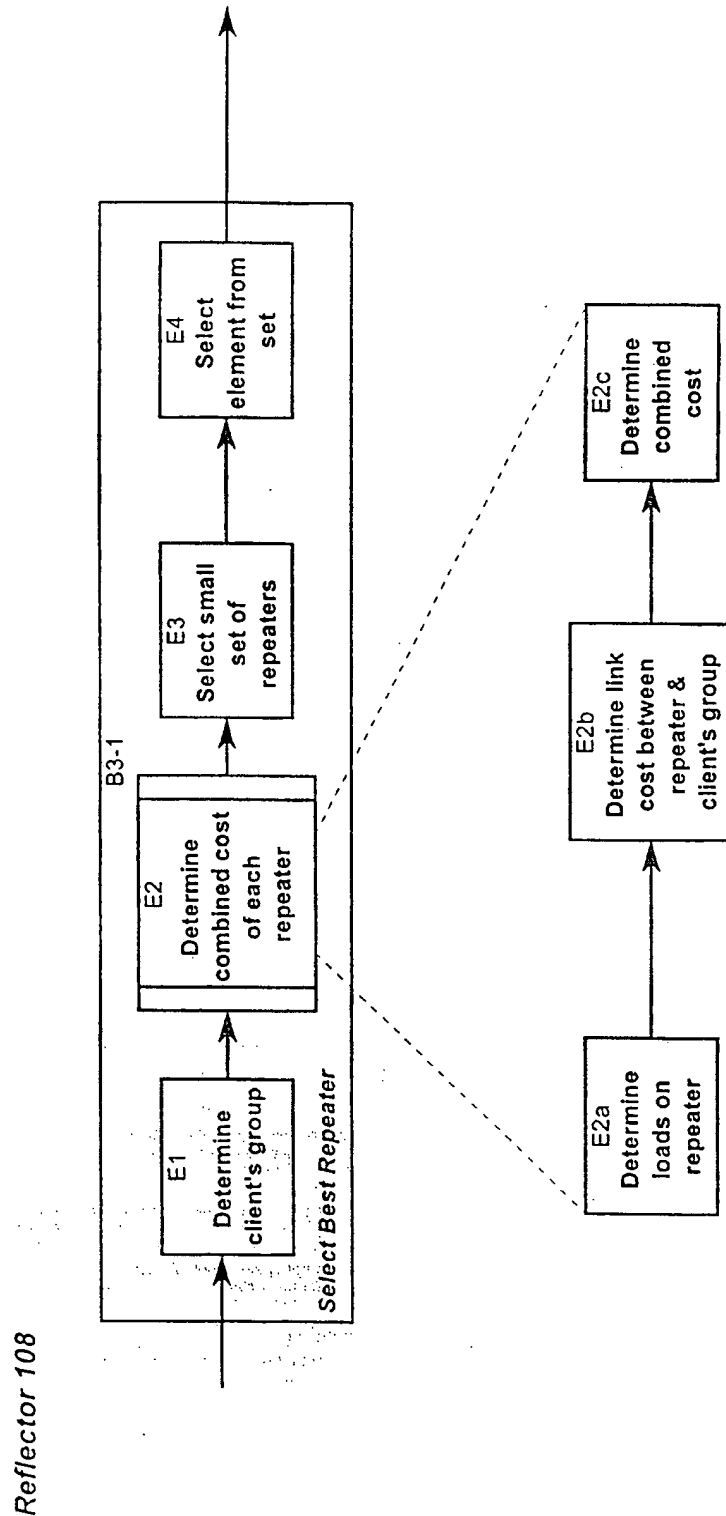 Reflector 108
B3-1
E1
Determine
client's group
E2
Determine
combined cost
of each
repeater
E3
Select small
set of
repeaters
E4
Select
element from
set
Select Best Repeater
E2a
Determine
loads on
repeater
E2b
Determine link
cost between
repeater &
client's group
E2c
Determine
combined
cost